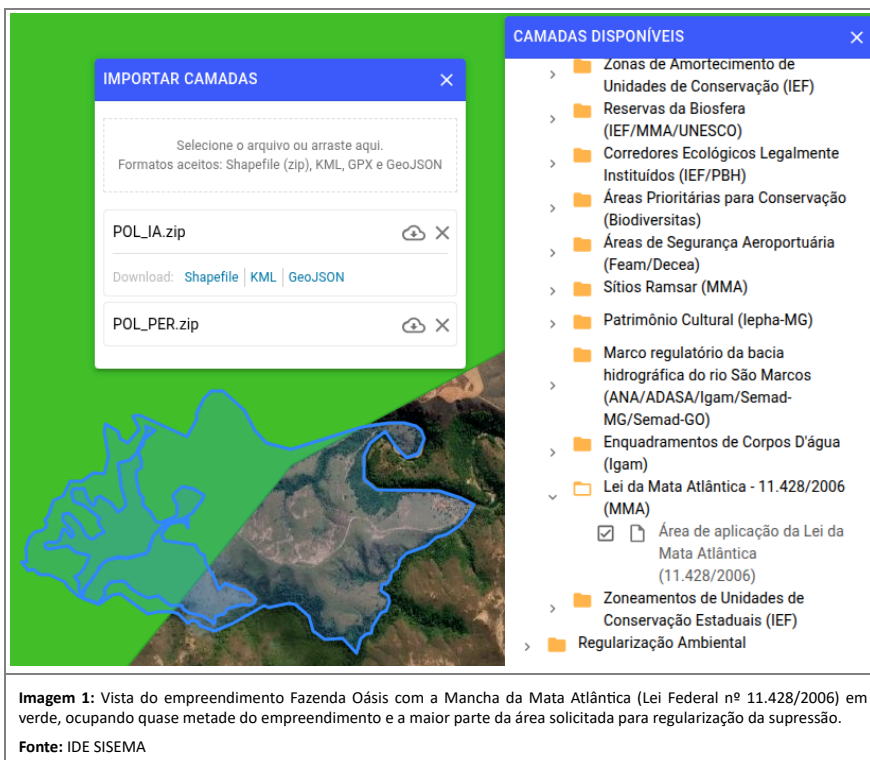 IMPORTAR CAMADAS
Selecione o arquivo ou arraste aqui.
Formatos aceitos: Shapefile (zip), KML, GPX e GeoJSON
POL_IA.zip
Download: Shapefile KML GeoJSON
POL_PER.zip
CAMADAS DISPONÍVEIS
Zonas de Amortecimento de
Unidades de Conservação (IEF)
Reservas da Biosfera
(IEF/MMA/UNESCO)
Corredores Ecológicos Legalmente
Instituídos (IEF/PBH)
Áreas Prioritárias para Conservação
(Biodiversitas)
Áreas de Segurança Aeroportuária
(Feam/Decea)
Sítios Ramsar (MMA)
Patrimônio Cultural (Iepha-MG)
Marco regulatório da bacia
hidrográfica do rio São Marcos
(ANA/ADASA/Igam/Semad-
MG/Semad-GO)
Enquadramentos de Corpos D'água
(Igam)
Lei da Mata Atlântica - 11.428/2006
(MMA)
Área de aplicação da Lei da
Mata Atlântica
(11.428/2006)
Zoneamentos de Unidades de
Conservação Estaduais (IEF)
Regularização Ambiental
Imagem 1: Vista do empreendimento Fazenda Oásis com a Mancha da Mata Atlântica (Lei Federal nº 11.428/2006) em
verde, ocupando quase metade do empreendimento e a maior parte da área solicitada para regularização da supressão.
Fonte: IDE SISEMA